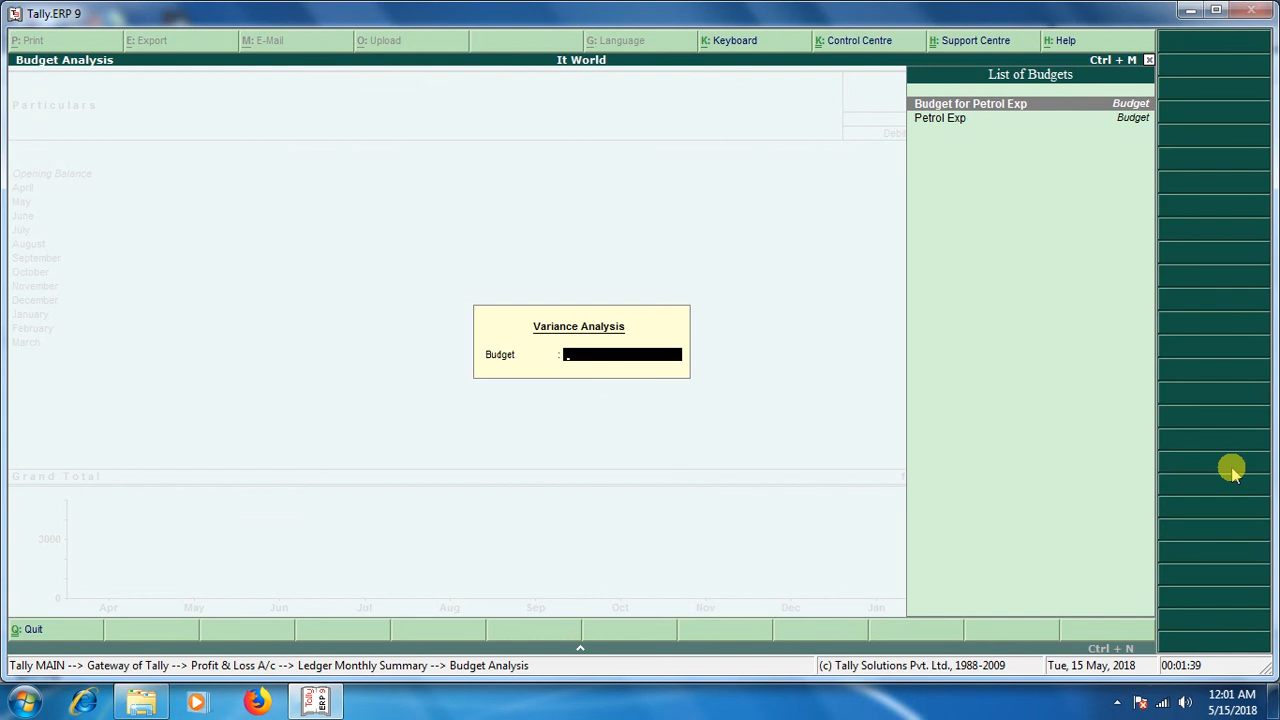 Tally.ERP 9
P: Print E: Export M: E-Mail O: Upload G: Language K: Keyboard K: Control Centre H: Support Centre H: Help
Budget Analysis It World Ctrl + M
List of Budgets
Budget for Petrol Exp Budget
Petrol Exp Budget
Particulars
Opening Balance
April
May
June
July
August
September
October
November
December
January
February
March
Variance Analysis
Budget :
Grand Total
3000
0
Apr May Jun Jul Aug Sep Oct Nov Dec Jan
Q: Quit
Ctrl + N
Tally MAIN --> Gateway of Tally --> Profit & Loss A/c --> Ledger Monthly Summary --> Budget Analysis (c) Tally Solutions Pvt. Ltd., 1988-2009 Tue, 15 May, 2018 00:01:39
12:01 AM
5/15/2018